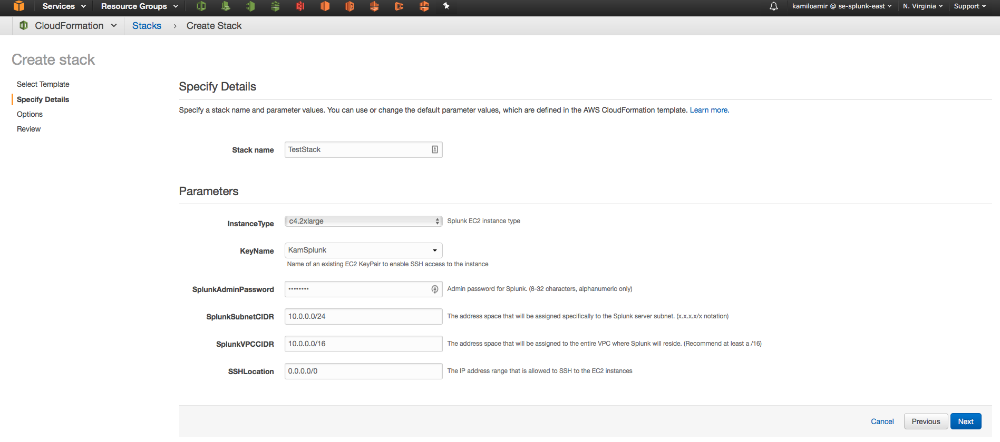 Services Resource Groups kamiloamir @ se-splunk-east N. Virginia Support
CloudFormation Stacks › Create Stack
Create stack
Select Template
Specify Details
Options
Review
Specify Details
Specify a stack name and parameter values. You can use or change the default parameter values, which are defined in the AWS CloudFormation template. Learn more.
Stack name TestStack
Parameters
InstanceType c4.2xlarge Splunk EC2 instance type
KeyName KamSplunk
Name of an existing EC2 KeyPair to enable SSH access to the instance
SplunkAdminPassword •••••••• Admin password for Splunk. (8-32 characters, alphanumeric only)
SplunkSubnetCIDR 10.0.0.0/24 The address space that will be assigned specifically to the Splunk server subnet. (x.x.x.x/x notation)
SplunkVPCCIDR 10.0.0.0/16 The address space that will be assigned to the entire VPC where Splunk will reside. (Recommend at least a /16)
SSHLocation 0.0.0.0/0 The IP address range that is allowed to SSH to the EC2 instances
Cancel Previous Next